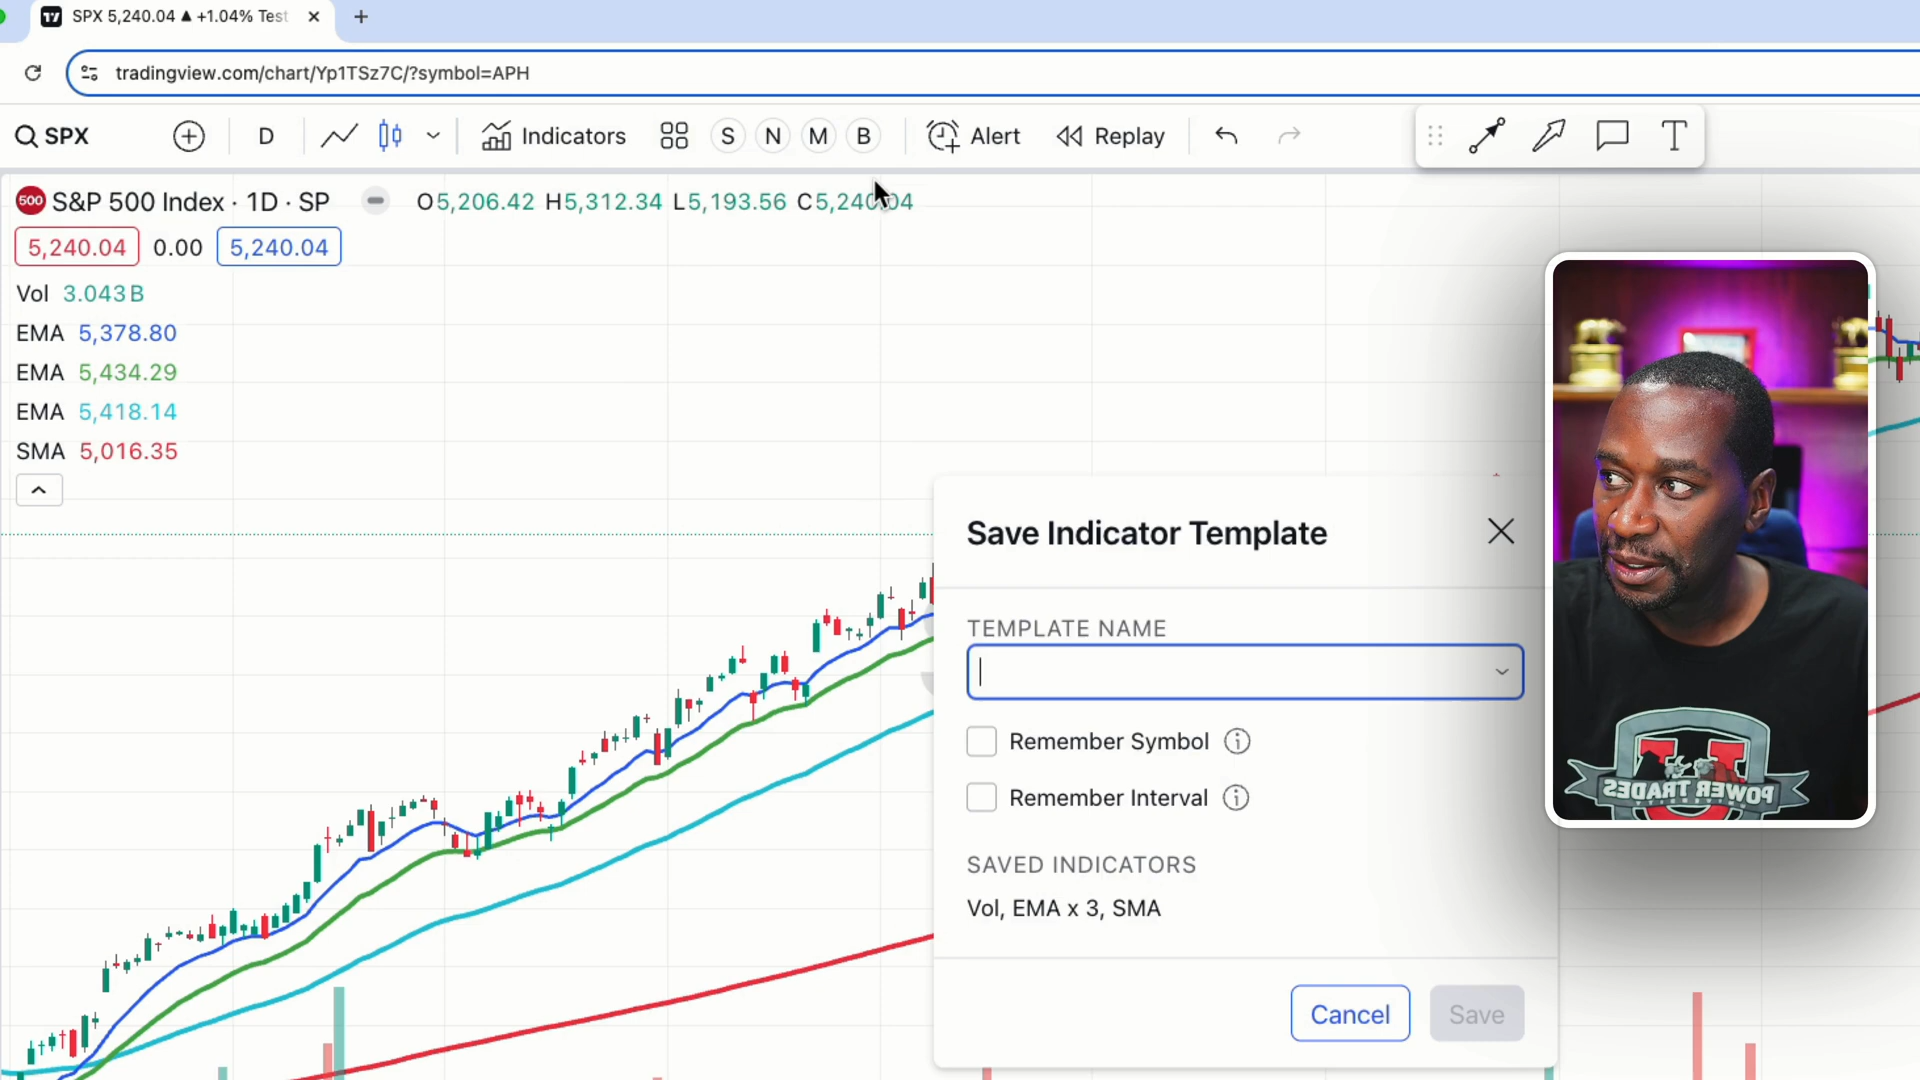 SPX 5,240.04 ▲ +1.04% Test
tradingview.com/chart/Yp1TSz7C/?symbol=APH
SPX
D
Indicators
S N M B
Alert
Replay
T
500 S&P 500 Index · 1D · SP
O5,206.42 H5,312.34 L5,193.56 C5,240.04
5,240.04 0.00 5,240.04
Vol 3.043B
EMA 5,378.80
EMA 5,434.29
EMA 5,418.14
SMA 5,016.35
Save Indicator Template
TEMPLATE NAME
Remember Symbol
Remember Interval
SAVED INDICATORS
Vol, EMA x 3, SMA
Cancel
Save
POWER TRADES